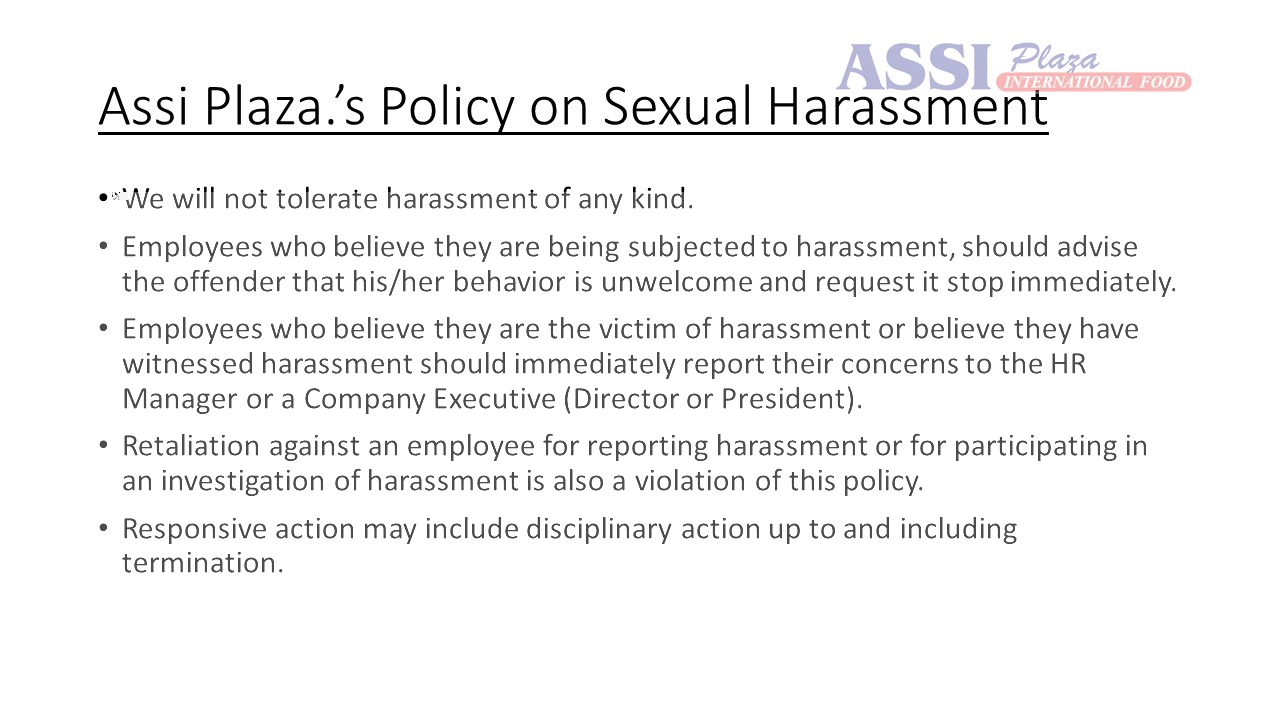 ASSI Plaza
INTERNATIONAL FOOD
Assi Plaza.’s Policy on Sexual Harassment
• We will not tolerate harassment of any kind.
• Employees who believe they are being subjected to harassment, should advise
the offender that his/her behavior is unwelcome and request it stop immediately.
• Employees who believe they are the victim of harassment or believe they have
witnessed harassment should immediately report their concerns to the HR
Manager or a Company Executive (Director or President).
• Retaliation against an employee for reporting harassment or for participating in
an investigation of harassment is also a violation of this policy.
• Responsive action may include disciplinary action up to and including
termination.